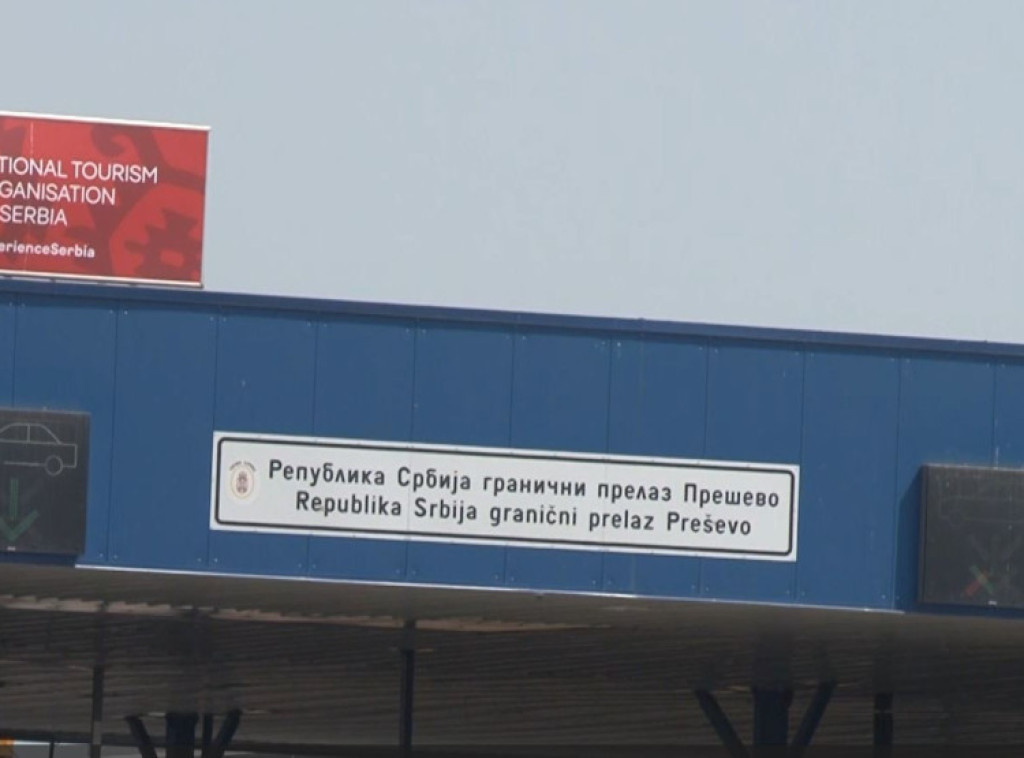 TIONAL TOURISM
GANISATION
SERBIA
erienceSerbia
Република Србија гранични прелаз Прешево
Republika Srbija granični prelaz Preševo